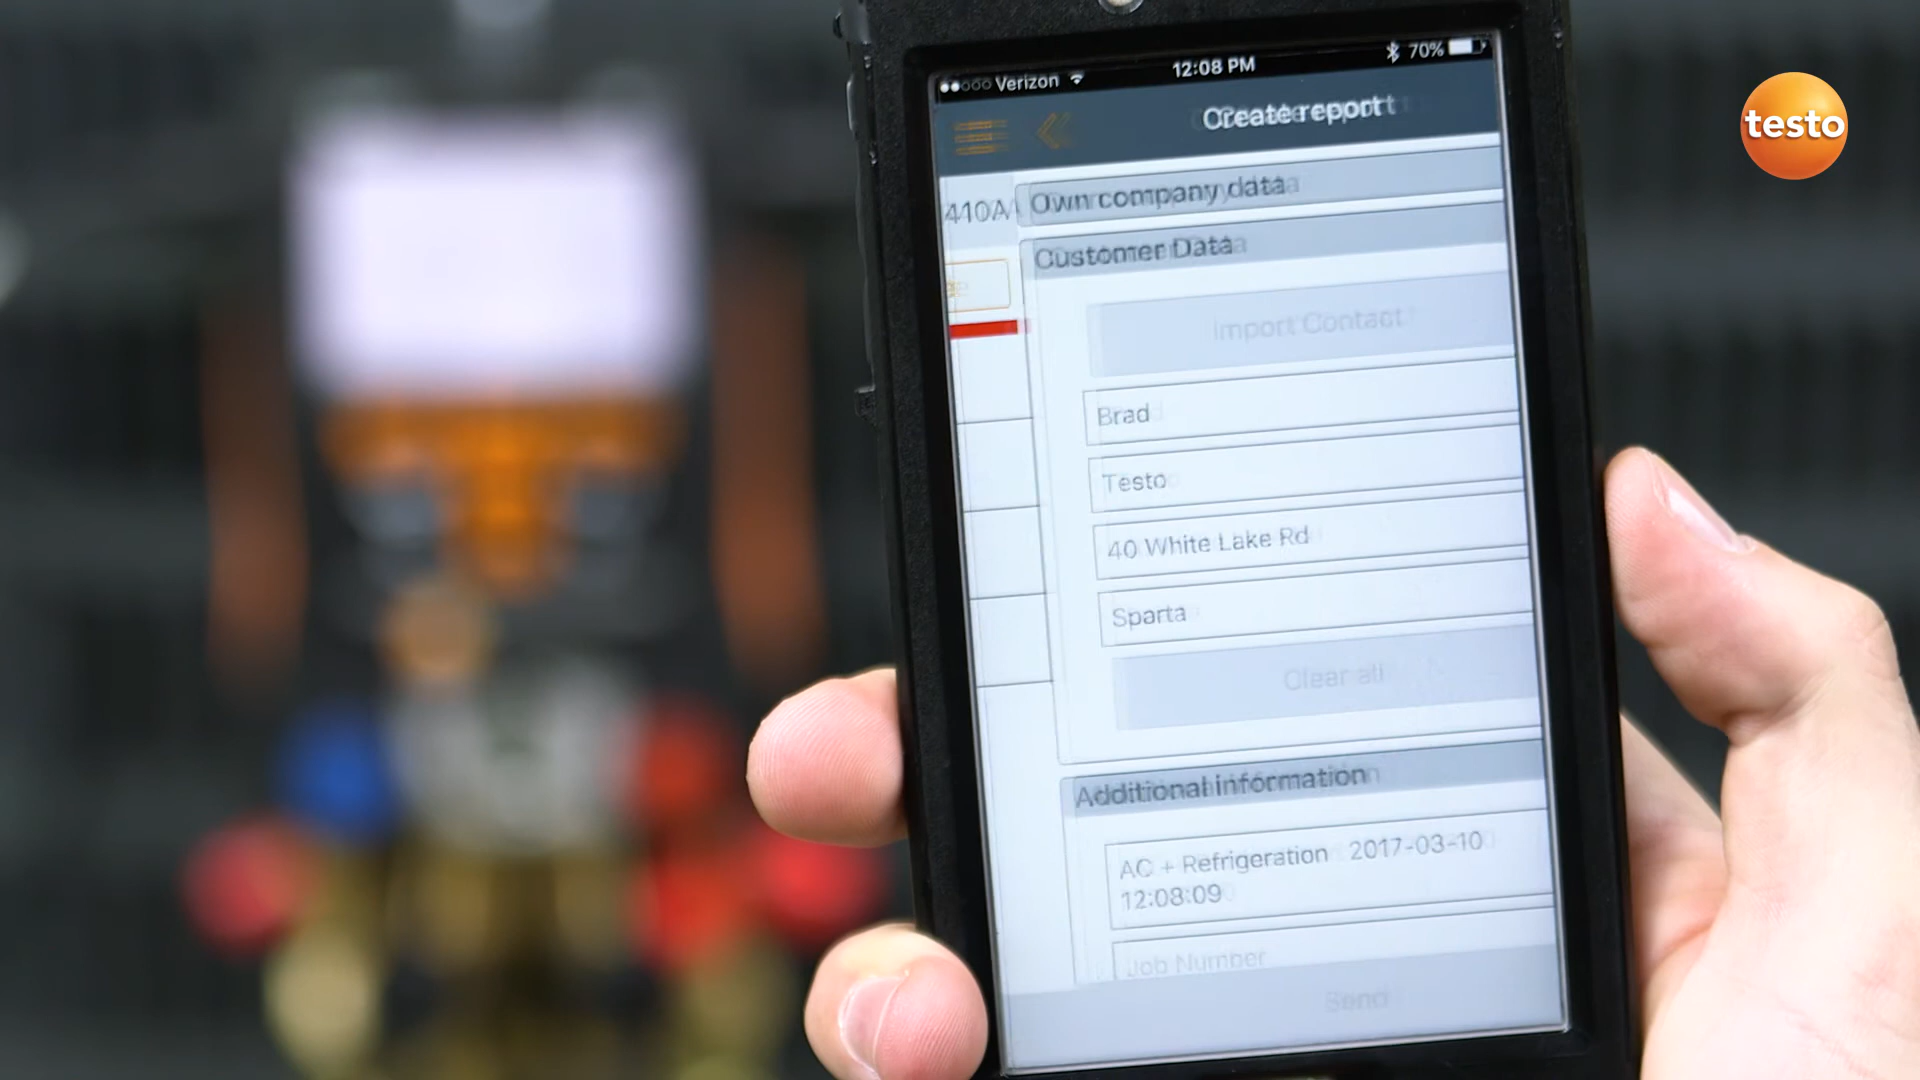 Verizon
12:08 PM
70%
testo
Create report
410A
Own company data
Customer Data
Import Contact
Brad
Testo
40 White Lake Rd
Sparta
Clear all
Additional information
AC + Refrigeration 2017-03-10
12:08:09
Job Number
Send